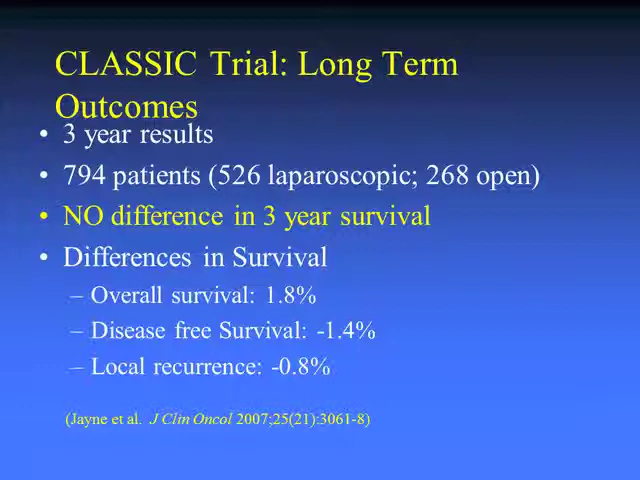 CLASSIC Trial: Long Term
Outcomes
• 3 year results
• 794 patients (526 laparoscopic; 268 open)
• NO difference in 3 year survival
• Differences in Survival
– Overall survival: 1.8%
– Disease free Survival: -1.4%
– Local recurrence: -0.8%
(Jayne et al. J Clin Oncol 2007;25(21):3061-8)